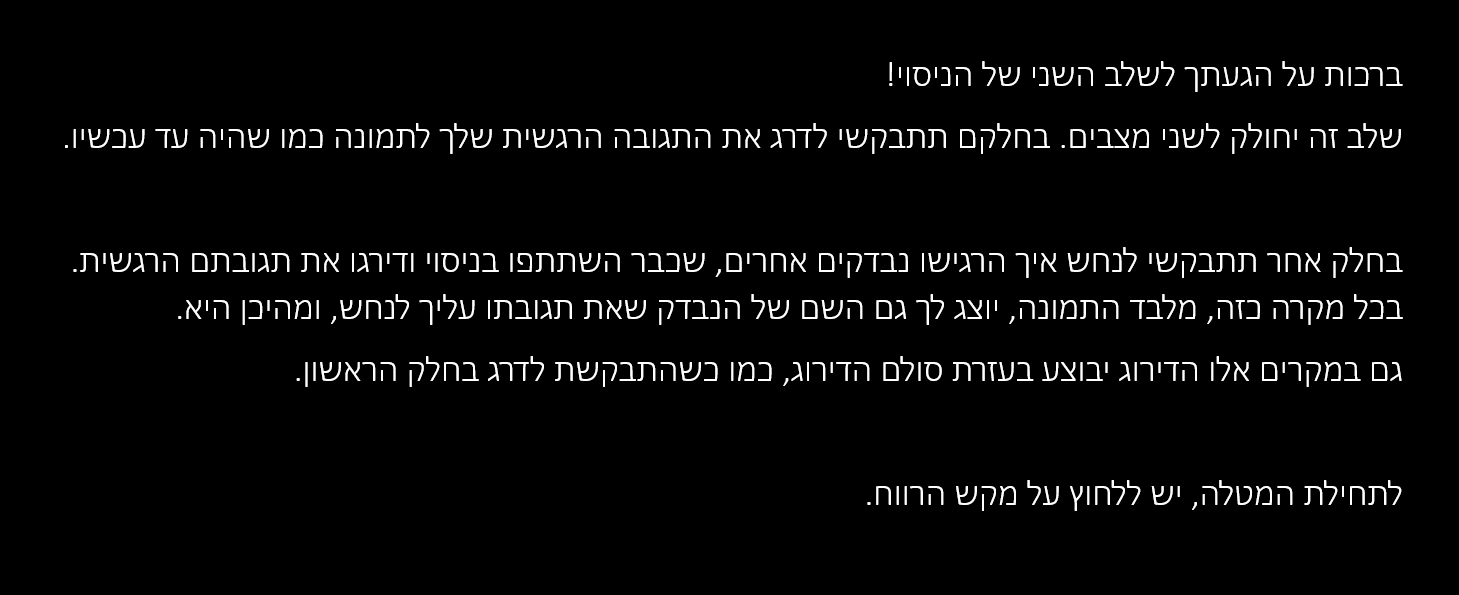 ברכות על הגעתך לשלב השני של הניסוי!
שלב זה יחולק לשני מצבים. בחלקם תתבקשי לדרג את התגובה הרגשית שלך לתמונה כמו שהיה עד עכשיו.
בחלק אחר תתבקשי לנחש איך הרגישו נבדקים אחרים, שכבר השתתפו בניסוי ודירגו את תגובתם הרגשית.
בכל מקרה כזה, מלבד התמונה, יוצג לך גם השם של הנבדק שאת תגובתו עליך לנחש, ומהיכן היא.
גם במקרים אלו הדירוג יבוצע בעזרת סולם הדירוג, כמו כשהתבקשת לדרג בחלק הראשון.
לתחילת המטלה, יש ללחוץ על מקש הרווח.